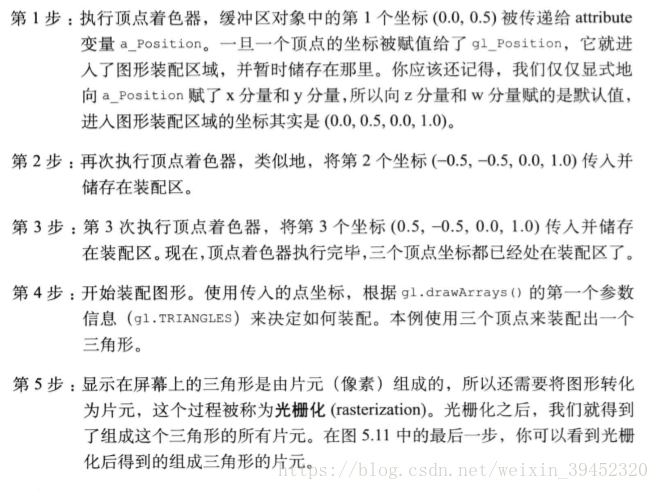 第 1 步：执行顶点着色器，缓冲区对象中的第 1 个坐标 (0.0, 0.5) 被传递给 attribute
变量 a_Position。一旦一个顶点的坐标被赋值给了 gl_Position，它就进
入了图形装配区域，并暂时储存在那里。你应该还记得，我们仅仅显式地
向 a_Position 赋了 x 分量和 y 分量，所以向 z 分量和 w 分量赋的是默认值，
进入图形装配区域的坐标其实是 (0.0, 0.5, 0.0, 1.0)。
第 2 步：再次执行顶点着色器，类似地，将第 2 个坐标 (–0.5, –0.5, 0.0, 1.0) 传入并
储存在装配区。
第 3 步：第 3 次执行顶点着色器，将第 3 个坐标 (0.5, –0.5, 0.0, 1.0) 传入并储存
在装配区。现在，顶点着色器执行完毕，三个顶点坐标都已经处在装配区了。
第 4 步：开始装配图形。使用传入的点坐标，根据 gl.drawArrays() 的第一个参数
信息（gl.TRIANGLES）来决定如何装配。本例使用三个顶点来装配出一个
三角形。
第 5 步：显示在屏幕上的三角形是由片元（像素）组成的，所以还需要将图形转化
为片元，这个过程被称为光栅化 (rasterization)。光栅化之后，我们就得到
了组成这个三角形的所有片元。在图 5.11 中的最后一步，你可以看到光栅
化后得到的组成三角形的片元。
https://blog.csdn.net/weixin_39452320